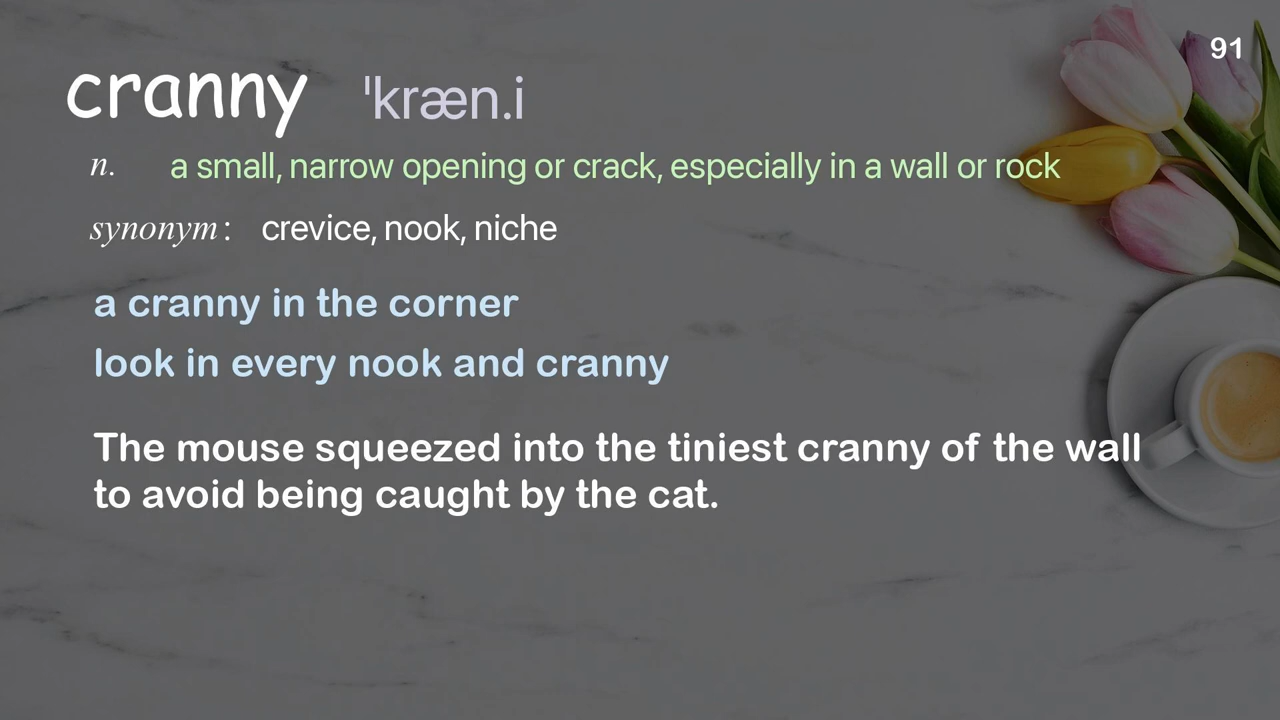 91
cranny ˈkræn.i
n. a small, narrow opening or crack, especially in a wall or rock
synonym : crevice, nook, niche
a cranny in the corner
look in every nook and cranny
The mouse squeezed into the tiniest cranny of the wall
to avoid being caught by the cat.